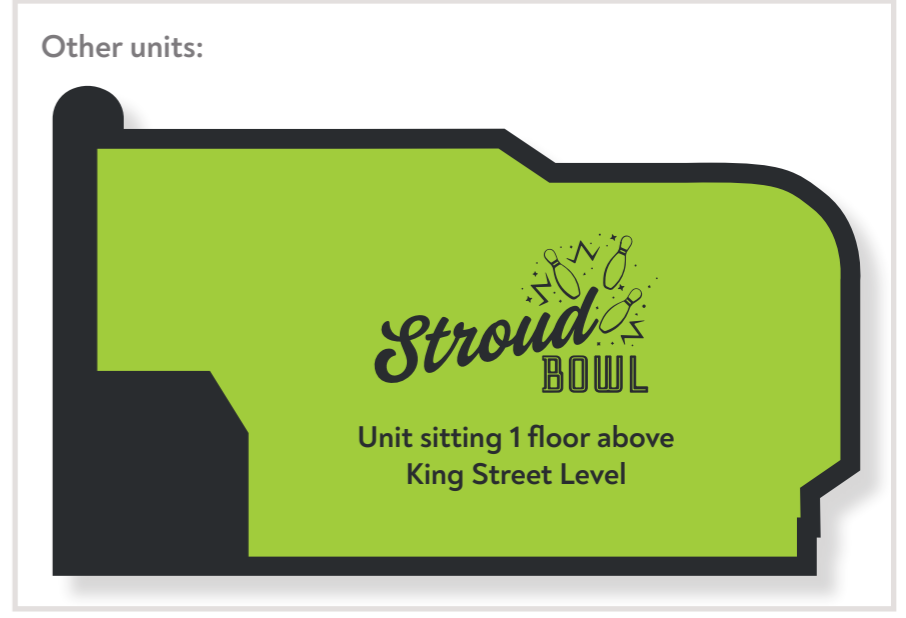 Other units:
Stroud
BOWL
Unit sitting 1 floor above
King Street Level